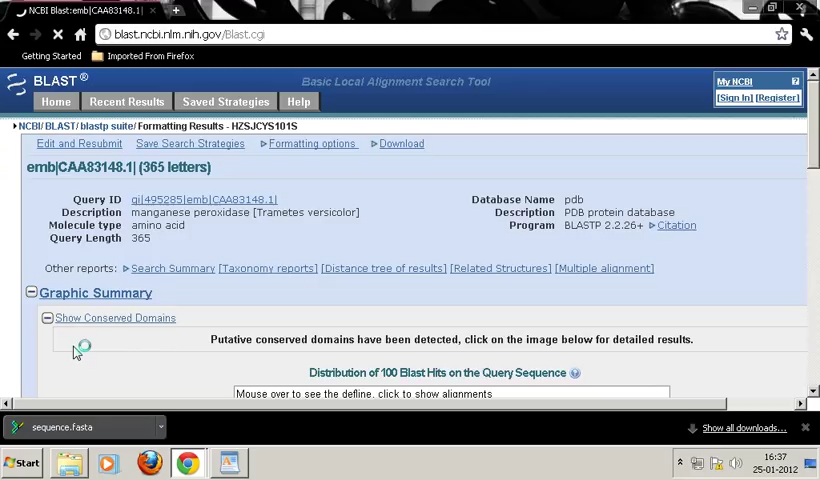 NCBI Blast:emb|CAA83148.1|
blast.ncbi.nlm.nih.gov/Blast.cgi
Getting Started Imported From Firefox
BLAST ® Basic Local Alignment Search Tool My NCBI ?
Home Recent Results Saved Strategies Help [Sign In] [Register]
NCBI/ BLAST/ blastp suite/ Formatting Results - HZSJCYS101S
Edit and Resubmit Save Search Strategies Formatting options Download
emb|CAA83148.1| (365 letters)
Query ID gi|495285|emb|CAA83148.1| Database Name pdb
Description manganese peroxidase [Trametes versicolor] Description PDB protein database
Molecule type amino acid Program BLASTP 2.2.26+ Citation
Query Length 365
Other reports: Search Summary [Taxonomy reports] [Distance tree of results] [Related Structures] [Multiple alignment]
Graphic Summary
Show Conserved Domains
Putative conserved domains have been detected, click on the image below for detailed results.
Distribution of 100 Blast Hits on the Query Sequence ?
Mouse over to see the defline, click to show alignments
sequence.fasta Show all downloads...
Start 16:37
25-01-2012